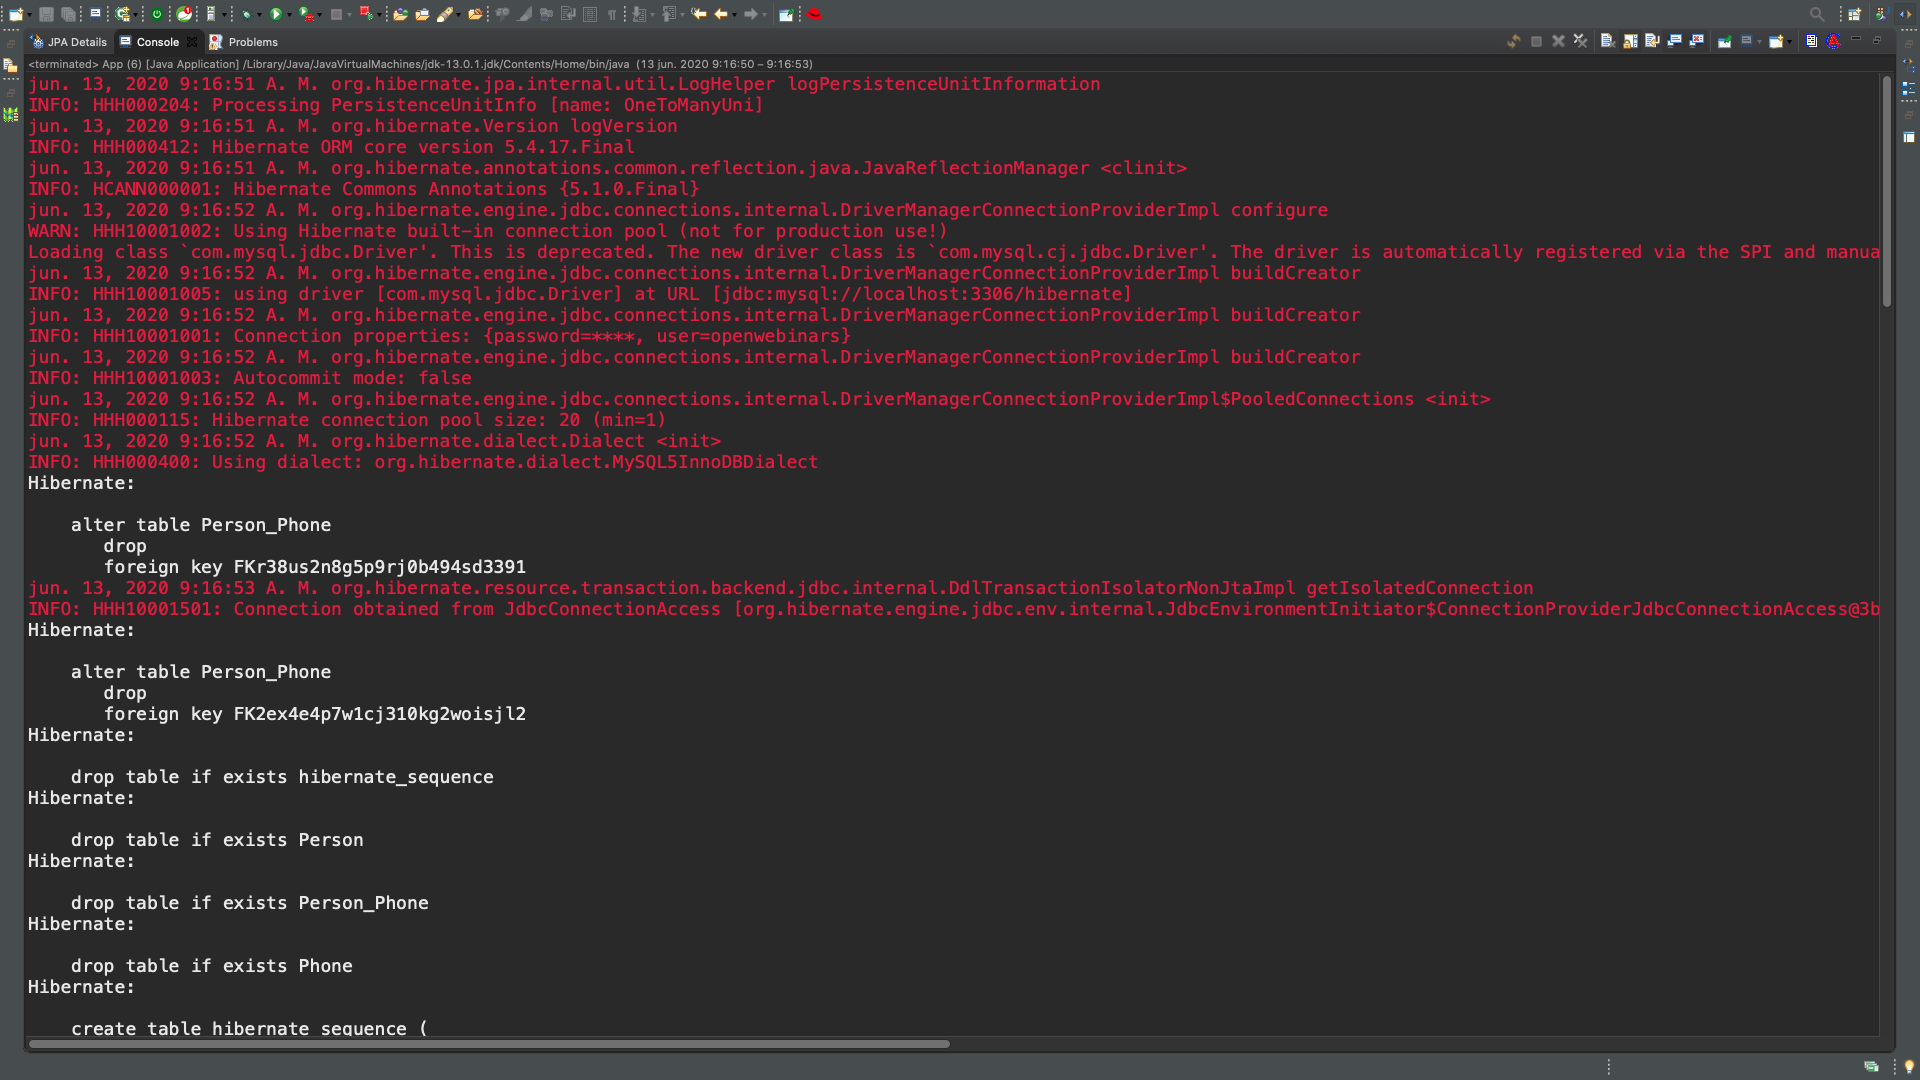 JPA Details Console Problems
<terminated> App (6) [Java Application] /Library/Java/JavaVirtualMachines/jdk-13.0.1.jdk/Contents/Home/bin/java (13 jun. 2020 9:16:50 – 9:16:53)
jun. 13, 2020 9:16:51 A. M. org.hibernate.jpa.internal.util.LogHelper logPersistenceUnitInformation
INFO: HHH000204: Processing PersistenceUnitInfo [name: OneToManyUni]
jun. 13, 2020 9:16:51 A. M. org.hibernate.Version logVersion
INFO: HHH000412: Hibernate ORM core version 5.4.17.Final
jun. 13, 2020 9:16:51 A. M. org.hibernate.annotations.common.reflection.java.JavaReflectionManager <clinit>
INFO: HCANN000001: Hibernate Commons Annotations {5.1.0.Final}
jun. 13, 2020 9:16:52 A. M. org.hibernate.engine.jdbc.connections.internal.DriverManagerConnectionProviderImpl configure
WARN: HHH10001002: Using Hibernate built-in connection pool (not for production use!)
Loading class `com.mysql.jdbc.Driver'. This is deprecated. The new driver class is `com.mysql.cj.jdbc.Driver'. The driver is automatically registered via the SPI and manua
jun. 13, 2020 9:16:52 A. M. org.hibernate.engine.jdbc.connections.internal.DriverManagerConnectionProviderImpl buildCreator
INFO: HHH10001005: using driver [com.mysql.jdbc.Driver] at URL [jdbc:mysql://localhost:3306/hibernate]
jun. 13, 2020 9:16:52 A. M. org.hibernate.engine.jdbc.connections.internal.DriverManagerConnectionProviderImpl buildCreator
INFO: HHH10001001: Connection properties: {password=****, user=openwebinars}
jun. 13, 2020 9:16:52 A. M. org.hibernate.engine.jdbc.connections.internal.DriverManagerConnectionProviderImpl buildCreator
INFO: HHH10001003: Autocommit mode: false
jun. 13, 2020 9:16:52 A. M. org.hibernate.engine.jdbc.connections.internal.DriverManagerConnectionProviderImpl$PooledConnections <init>
INFO: HHH000115: Hibernate connection pool size: 20 (min=1)
jun. 13, 2020 9:16:52 A. M. org.hibernate.dialect.Dialect <init>
INFO: HHH000400: Using dialect: org.hibernate.dialect.MySQL5InnoDBDialect
Hibernate:
alter table Person_Phone
drop
foreign key FKr38us2n8g5p9rj0b494sd3391
jun. 13, 2020 9:16:53 A. M. org.hibernate.resource.transaction.backend.jdbc.internal.DdlTransactionIsolatorNonJtaImpl getIsolatedConnection
INFO: HHH10001501: Connection obtained from JdbcConnectionAccess [org.hibernate.engine.jdbc.env.internal.JdbcEnvironmentInitiator$ConnectionProviderJdbcConnectionAccess@3b
Hibernate:
alter table Person_Phone
drop
foreign key FK2ex4e4p7w1cj310kg2woisjl2
Hibernate:
drop table if exists hibernate_sequence
Hibernate:
drop table if exists Person
Hibernate:
drop table if exists Person_Phone
Hibernate:
drop table if exists Phone
Hibernate:
create table hibernate_sequence (